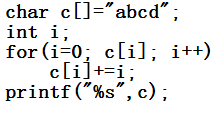 char c[]="abcd";
int i;
for(i=0; c[i]; i++)
    c[i]+=i;
printf("%s",c);